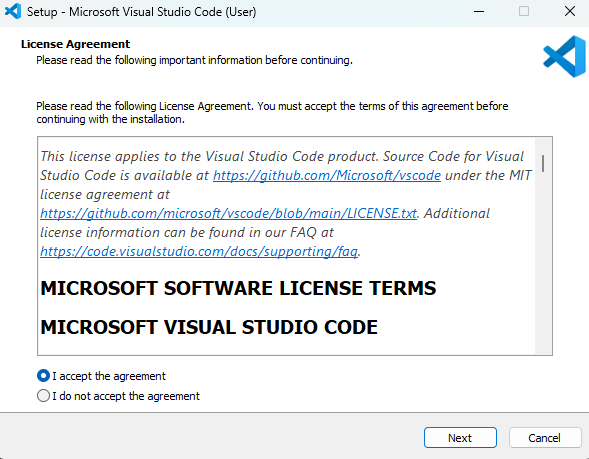 Setup - Microsoft Visual Studio Code (User)
License Agreement
Please read the following important information before continuing.
Please read the following License Agreement. You must accept the terms of this agreement before
continuing with the installation.
This license applies to the Visual Studio Code product. Source Code for Visual
Studio Code is available at https://github.com/Microsoft/vscode under the MIT
license agreement at
https://github.com/microsoft/vscode/blob/main/LICENSE.txt. Additional
license information can be found in our FAQ at
https://code.visualstudio.com/docs/supporting/faq.
MICROSOFT SOFTWARE LICENSE TERMS
MICROSOFT VISUAL STUDIO CODE
I accept the agreement
I do not accept the agreement
Next Cancel